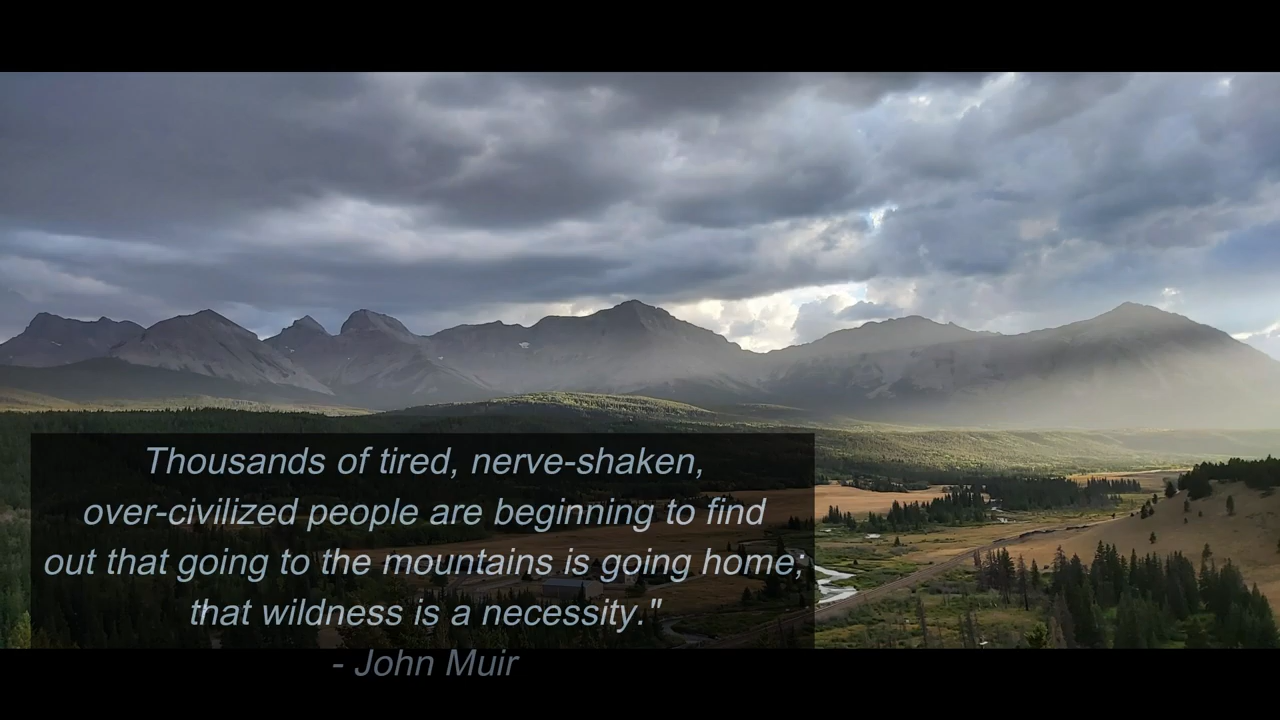 Thousands of tired, nerve-shaken,
over-civilized people are beginning to find
out that going to the mountains is going home;
that wildness is a necessity."
- John Muir